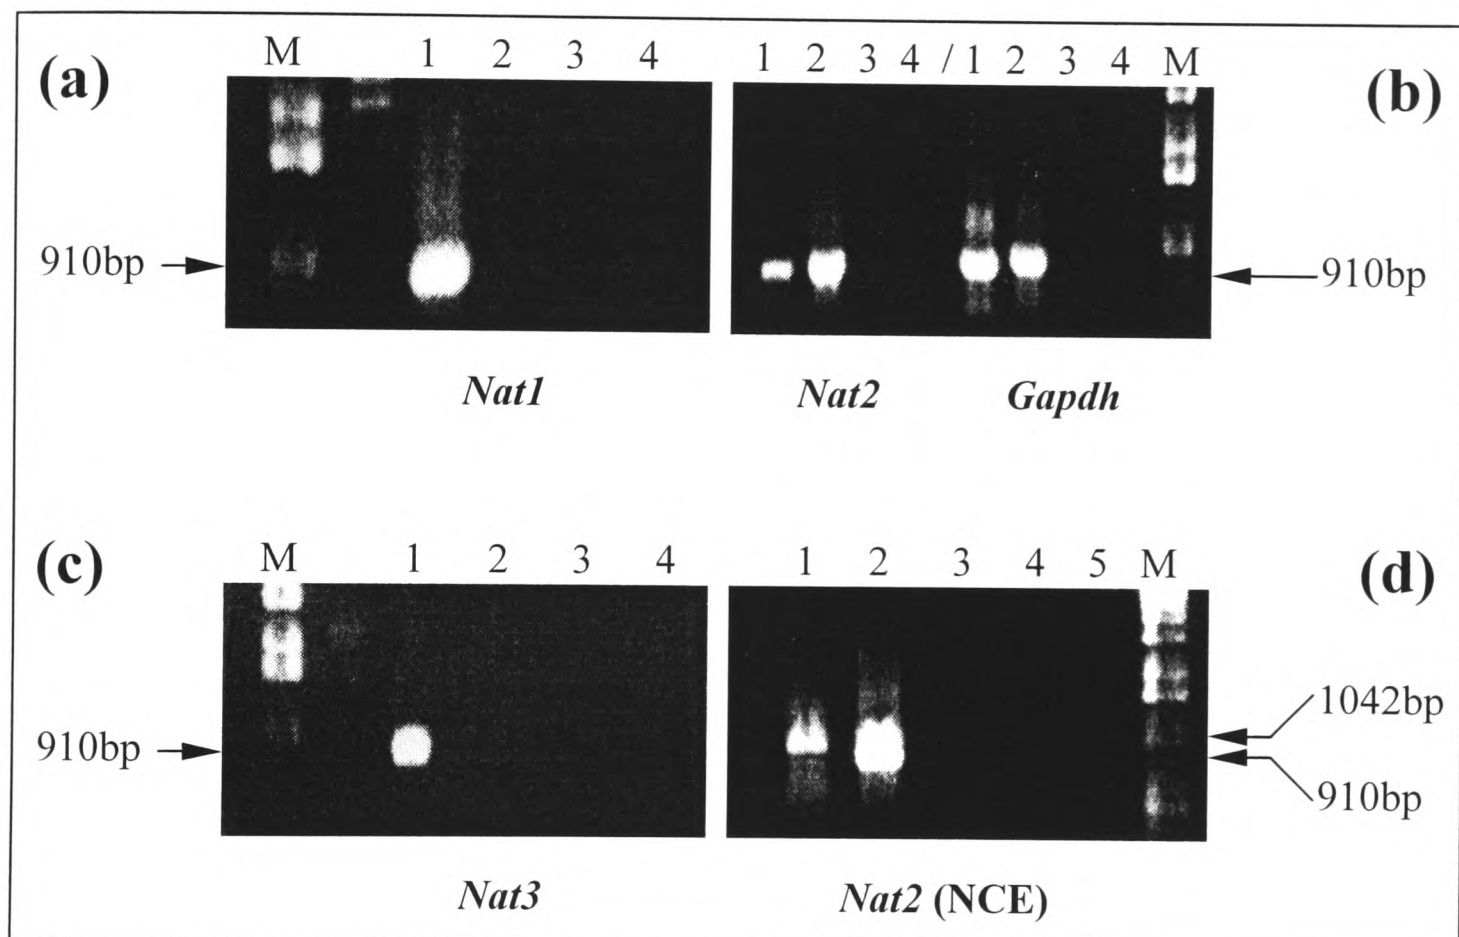 (a) M 1 2 3 4
1 2 3 4 / 1 2 3 4 M (b)
910bp
910bp
Nat1
Nat2 Gapdh
(c) M 1 2 3 4
1 2 3 4 5 M (d)
910bp
1042bp
910bp
Nat3
Nat2 (NCE)